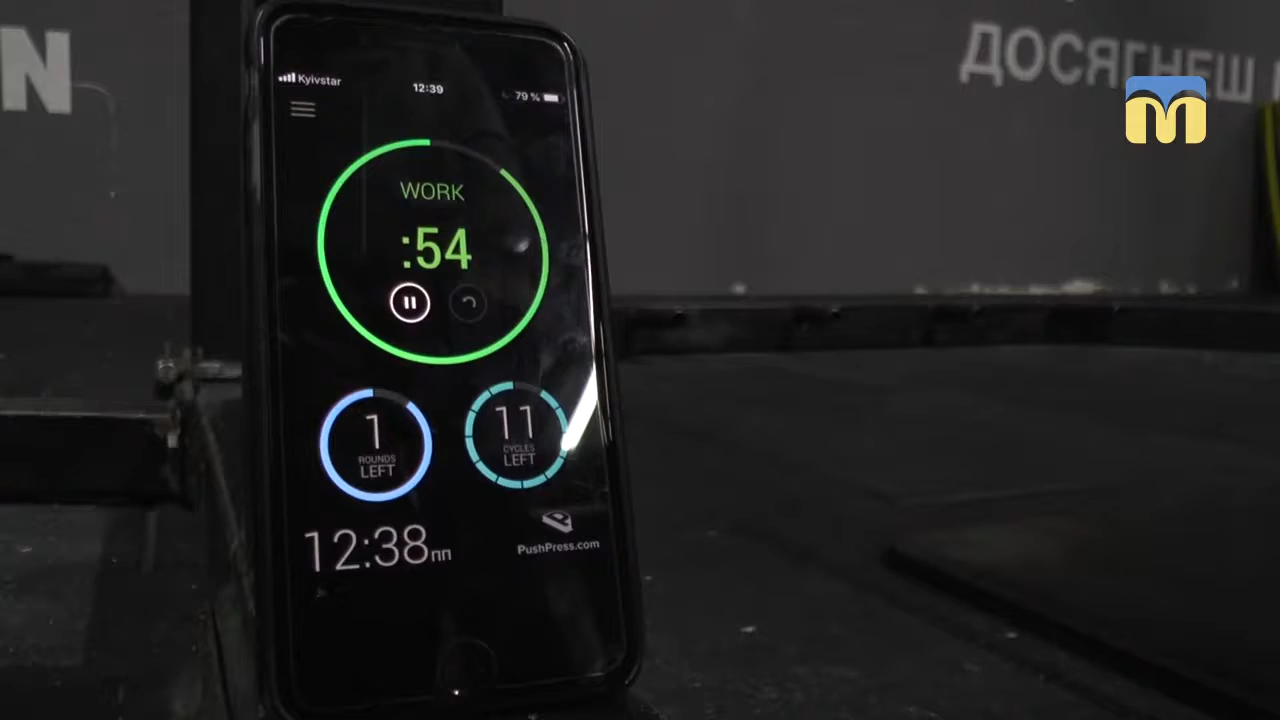 N
ДОСЯГНЕШ
Kyivstar
12:39
79 %
WORK
:54
1
ROUNDS
LEFT
11
CYCLES
LEFT
12:38пп
PushPress.com